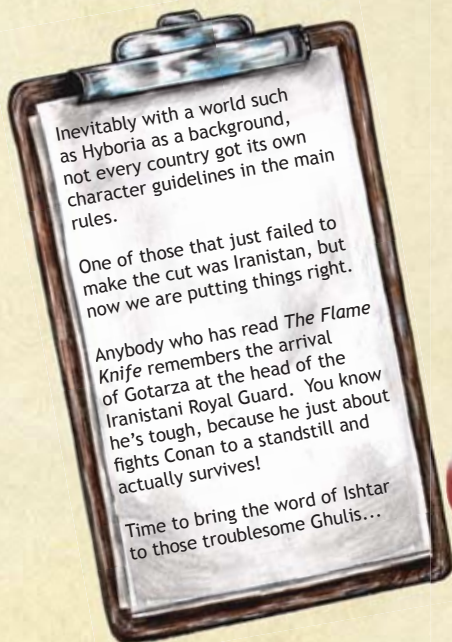 Inevitably with a world such
as Hyboria as a background,
not every country got its own
character guidelines in the main
rules.
One of those that just failed to
make the cut was Iranistan, but
now we are putting things right.
Anybody who has read The Flame
Knife remembers the arrival
of Gotarza at the head of the
Iranistani Royal Guard. You know
he's tough, because he just about
fights Conan to a standstill and
actually survives!
Time to bring the word of Ishtar
to those troublesome Ghulis...